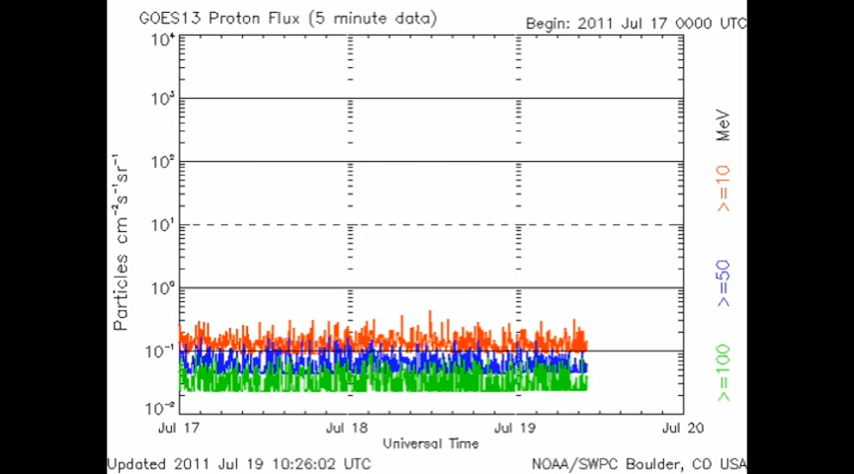 GOES13 Proton Flux (5 minute data)
Begin: 2011 Jul 17 0000 UTC
10⁴
10³
10²
10¹
10⁰
10⁻¹
10⁻²
Particles cm⁻²s⁻¹sr⁻¹
MeV
>=10
>=50
>=100
Jul 17
Jul 18
Jul 19
Jul 20
Universal Time
Updated 2011 Jul 19 10:26:02 UTC
NOAA/SWPC Boulder, CO USA